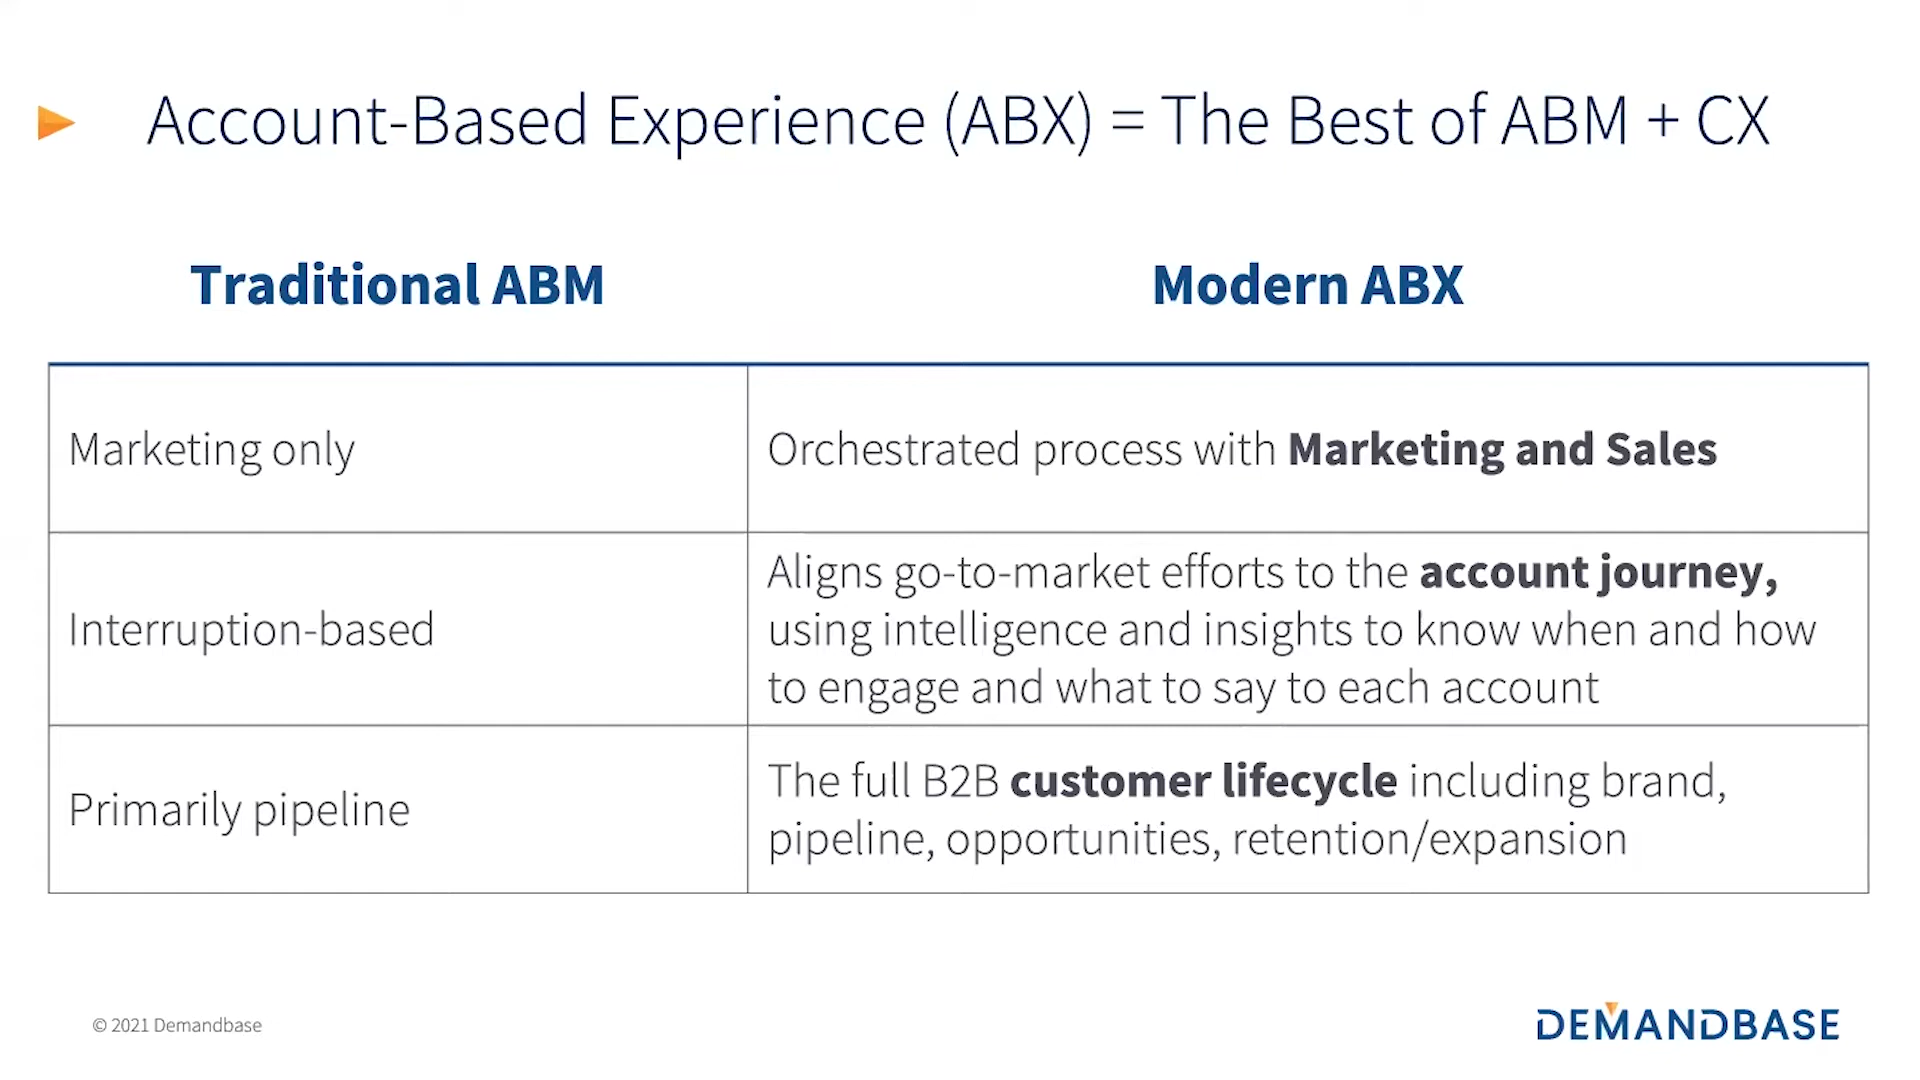 Account-Based Experience (ABX) = The Best of ABM + CX
Traditional ABM
Modern ABX
Marketing only
Orchestrated process with Marketing and Sales
Interruption-based
Aligns go-to-market efforts to the account journey,
using intelligence and insights to know when and how
to engage and what to say to each account
Primarily pipeline
The full B2B customer lifecycle including brand,
pipeline, opportunities, retention/expansion
© 2021 Demandbase
DEMANDBASE